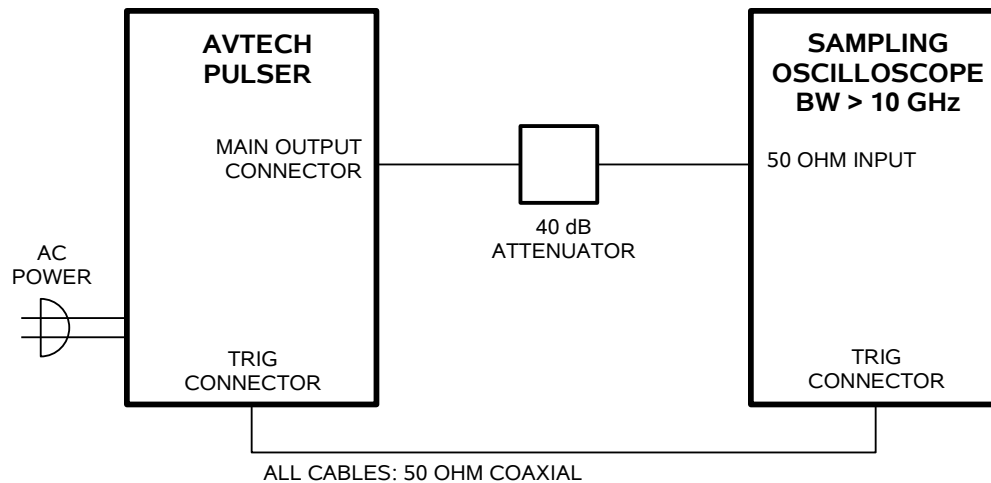 AVTECH
PULSER
MAIN OUTPUT
CONNECTOR
AC
POWER
TRIG
CONNECTOR
40 dB
ATTENUATOR
SAMPLING
OSCILLOSCOPE
BW > 10 GHz
50 OHM INPUT
TRIG
CONNECTOR
ALL CABLES: 50 OHM COAXIAL